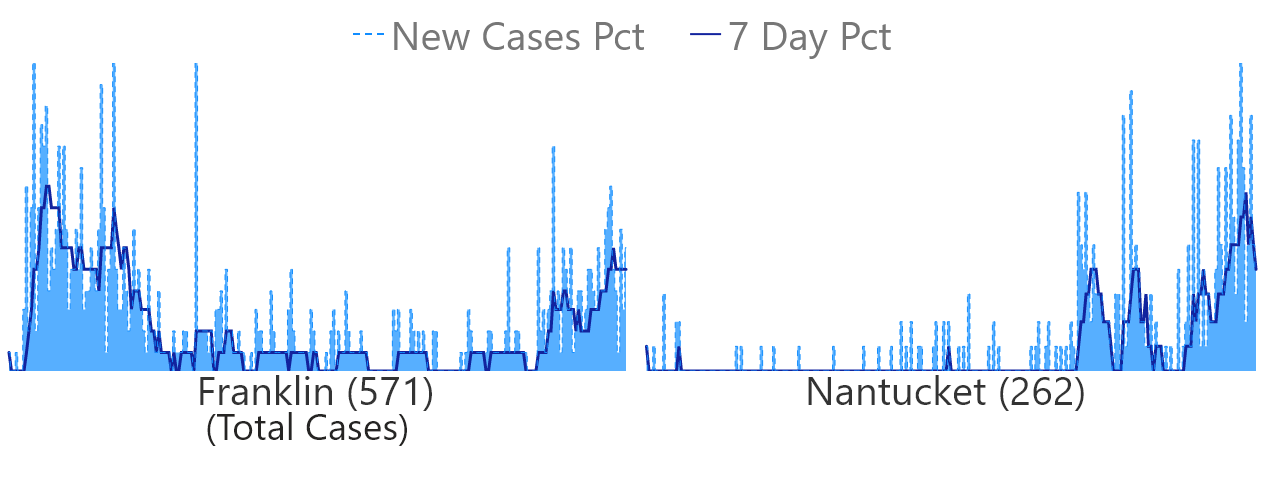 New Cases Pct 7 Day Pct
Franklin (571)
(Total Cases)
Nantucket (262)